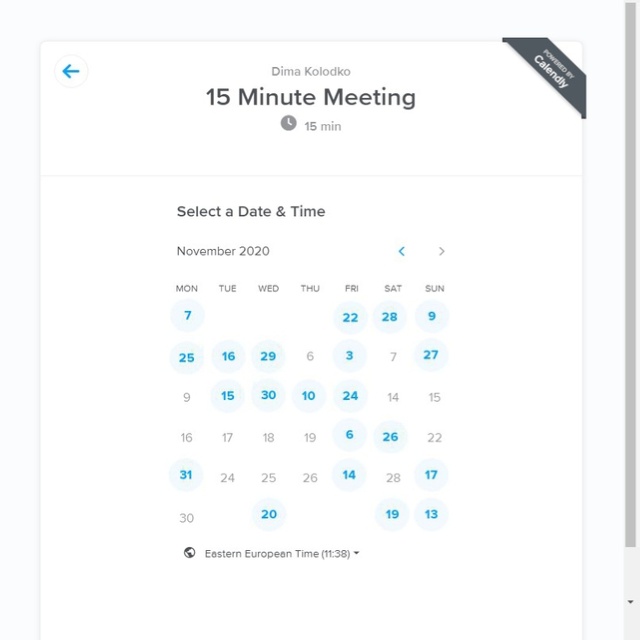 POWERED BY
Calendly
Dima Kolodko
15 Minute Meeting
15 min
Select a Date & Time
November 2020
MON TUE WED THU FRI SAT SUN
7 22 28 9
25 16 29 6 3 7 27
9 15 30 10 24 14 15
16 17 18 19 6 26 22
31 24 25 26 14 28 17
30 20 19 13
Eastern European Time (11:38)